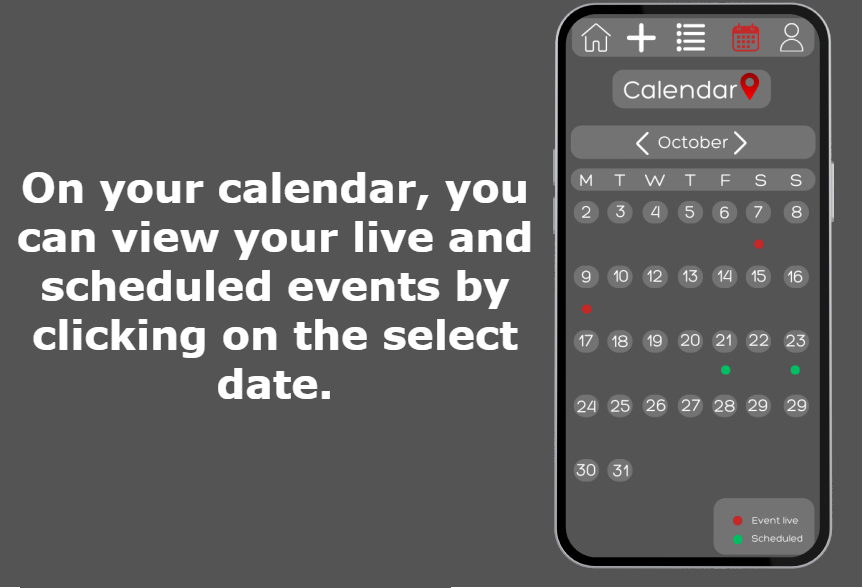 On your calendar, you
can view your live and
scheduled events by
clicking on the select
date.
Calendar
October
M T W T F S S
2 3 4 5 6 7 8
9 10 12 13 14 15 16
17 18 19 20 21 22 23
24 25 26 27 28 29 29
30 31
Event live
Scheduled